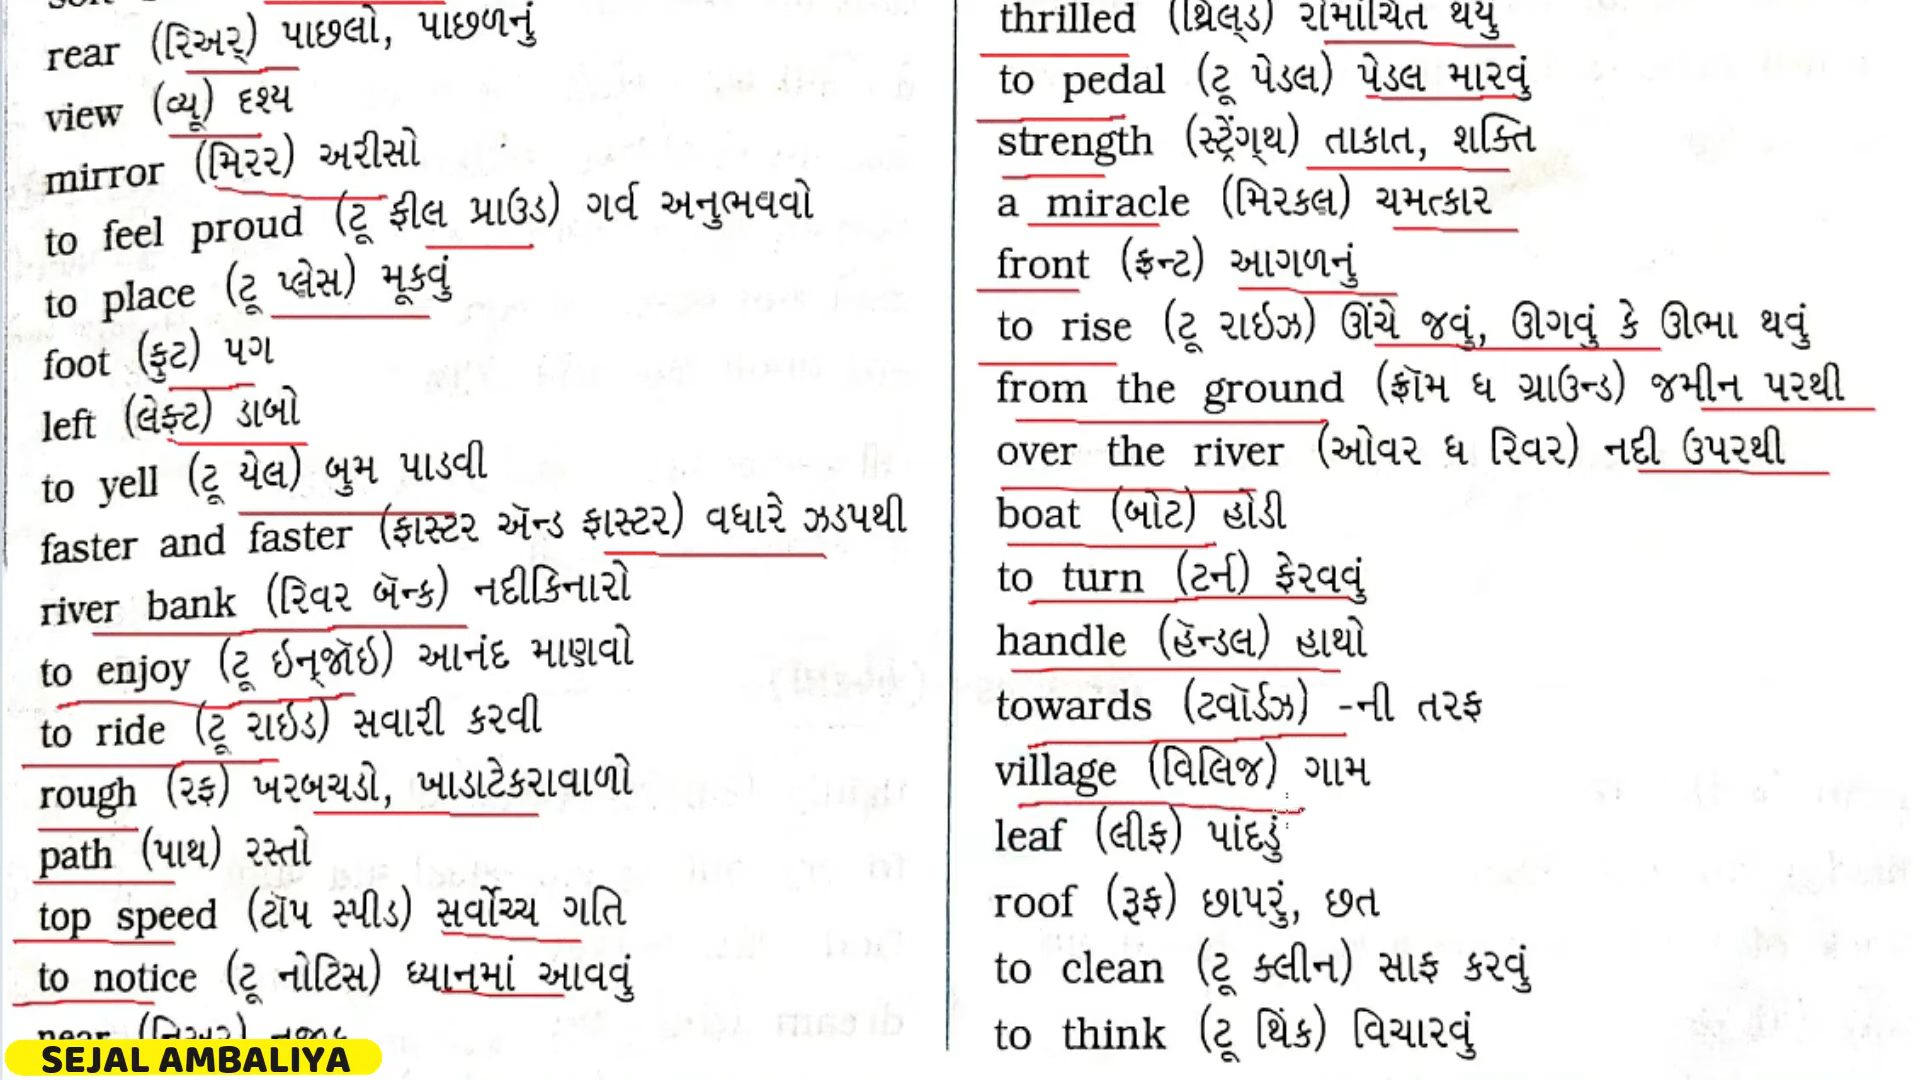 rear (રિઅર્) પાછલો, પાછળનું
view (વ્યૂ) દશ્ય
mirror (મિરર) અરીસો
to feel proud (ટૂ ફીલ પ્રાઉડ) ગર્વ અનુભવવો
to place (ટૂ પ્લેસ) મૂકવું
foot (ફુટ) પગ
left (લેફ્ટ) ડાબો
to yell (ટૂ યેલ) બુમ પાડવી
faster and faster (ફાસ્ટર ઍન્ડ ફાસ્ટર) વધારે ઝડપથી
river bank (રિવર બૅન્ક) નદીકિનારો
to enjoy (ટૂ ઇન્જૉઇ) આનંદ માણવો
to ride (ટૂ રાઇડ) સવારી કરવી
rough (રફ) ખરબચડો, ખાડાટેકરાવાળો
path (પાથ) રસ્તો
top speed (ટૉપ સ્પીડ) સર્વોચ્ચ ગતિ
to notice (ટૂ નોટિસ) ધ્યાનમાં આવવું
near (નિઅર)
thrilled (થ્રિલ્ડ) રોમાંચિત થયું
to pedal (ટૂ પેડલ) પેડલ મારવું
strength (સ્ટ્રેંગ્થ) તાકાત, શક્તિ
a miracle (મિરકલ) ચમત્કાર
front (ફ્રન્ટ) આગળનું
to rise (ટૂ રાઇઝ) ઊંચે જવું, ઊગવું કે ઊભા થવું
from the ground (ફ્રૉમ ધ ગ્રાઉન્ડ) જમીન પરથી
over the river (ઓવર ધ રિવર) નદી ઉપરથી
boat (બોટ) હોડી
to turn (ટર્ન) ફેરવવું
handle (હૅન્ડલ) હાથો
towards (ટવૉર્ડઝ) -ની તરફ
village (વિલિજ) ગામ
leaf (લીફ) પાંદડું
roof (રૂફ) છાપરું, છત
to clean (ટૂ ક્લીન) સાફ કરવું
to think (ટૂ થિંક) વિચારવું
SEJAL AMBALIYA